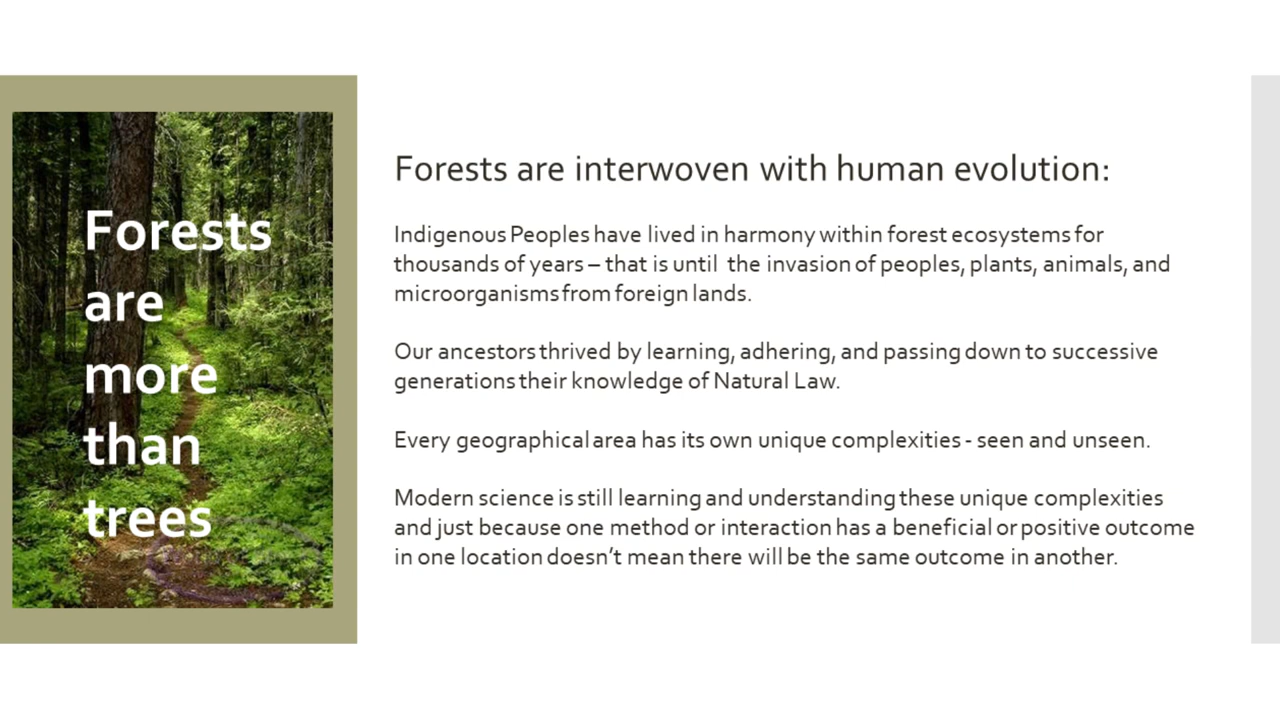 Forests
are
more
than
trees
Forests are interwoven with human evolution:
Indigenous Peoples have lived in harmony within forest ecosystems for
thousands of years – that is until the invasion of peoples, plants, animals, and
microorganisms from foreign lands.
Our ancestors thrived by learning, adhering, and passing down to successive
generations their knowledge of Natural Law.
Every geographical area has its own unique complexities - seen and unseen.
Modern science is still learning and understanding these unique complexities
and just because one method or interaction has a beneficial or positive outcome
in one location doesn't mean there will be the same outcome in another.